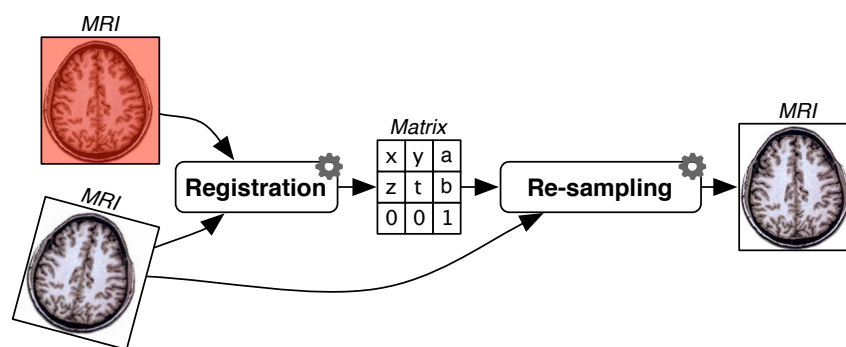 MRI
MRI
Registration
Matrix
x y a
z t b
0 0 1
Re-sampling
MRI